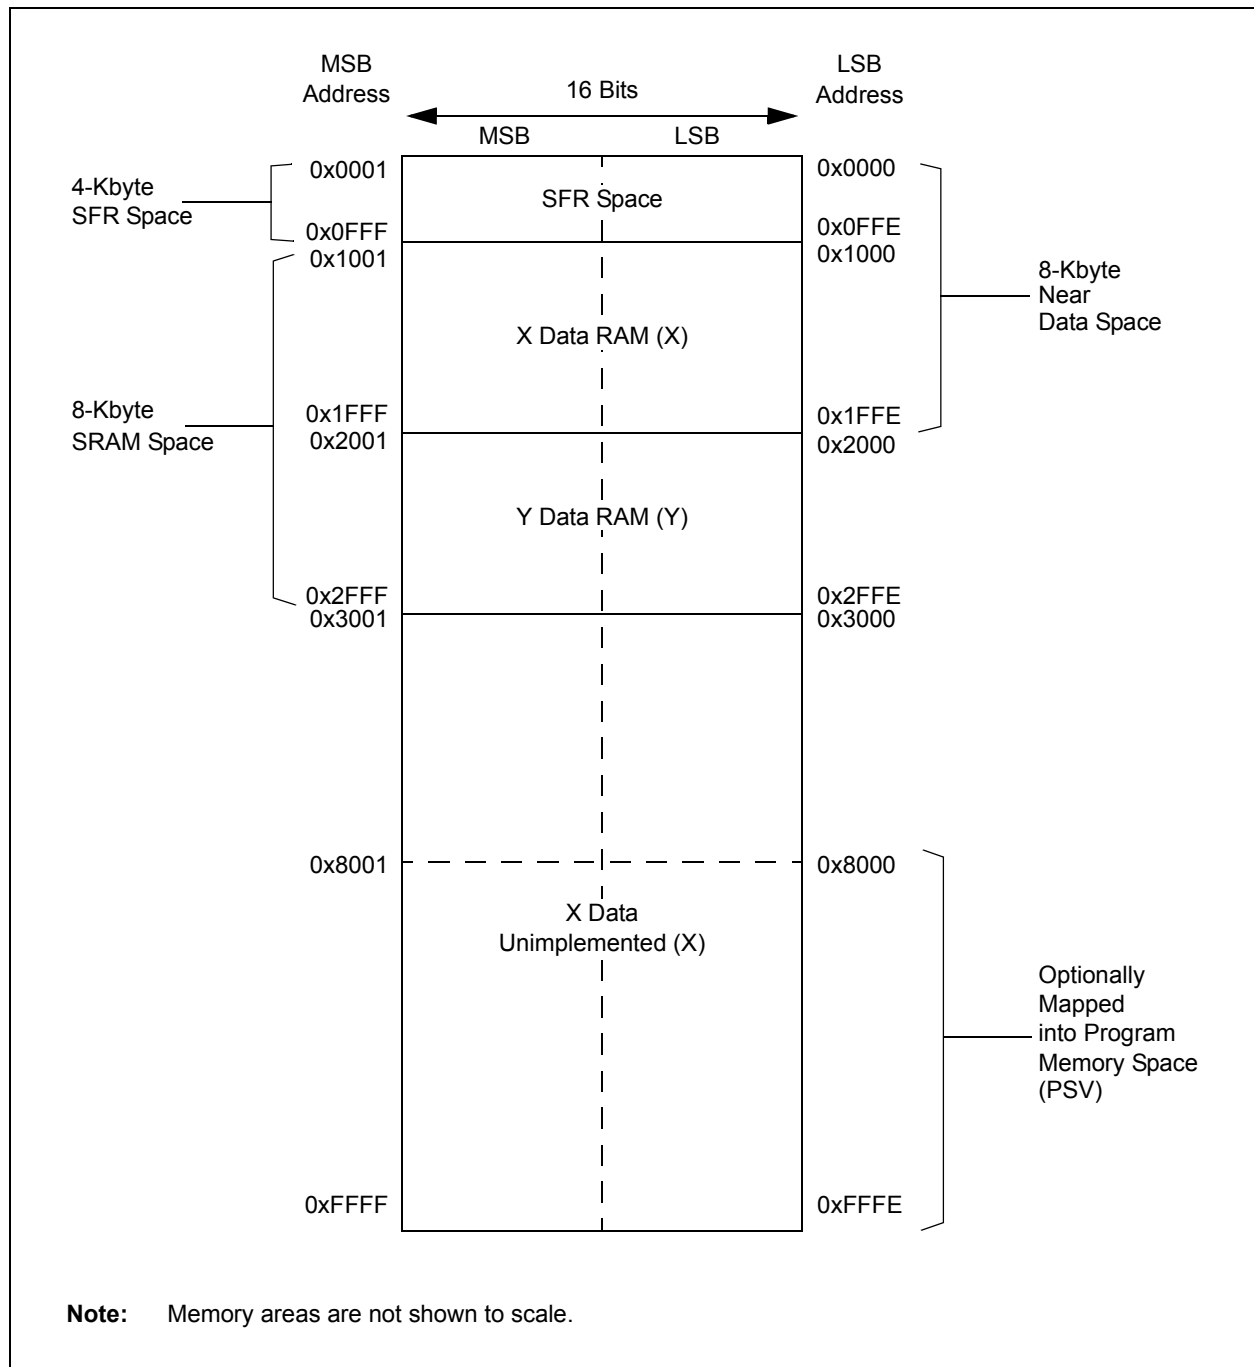 MSB
Address
LSB
Address
16 Bits
MSB
LSB
0x0001
0x0000
4-Kbyte
SFR Space
SFR Space
0x0FFF
0x0FFE
0x1001
0x1000
8-Kbyte
Near
Data Space
X Data RAM (X)
8-Kbyte
SRAM Space
0x1FFF
0x1FFE
0x2001
0x2000
Y Data RAM (Y)
0x2FFF
0x2FFE
0x3001
0x3000
0x8001
0x8000
X Data
Unimplemented (X)
Optionally
Mapped
into Program
Memory Space
(PSV)
0xFFFF
0xFFFE
Note: Memory areas are not shown to scale.